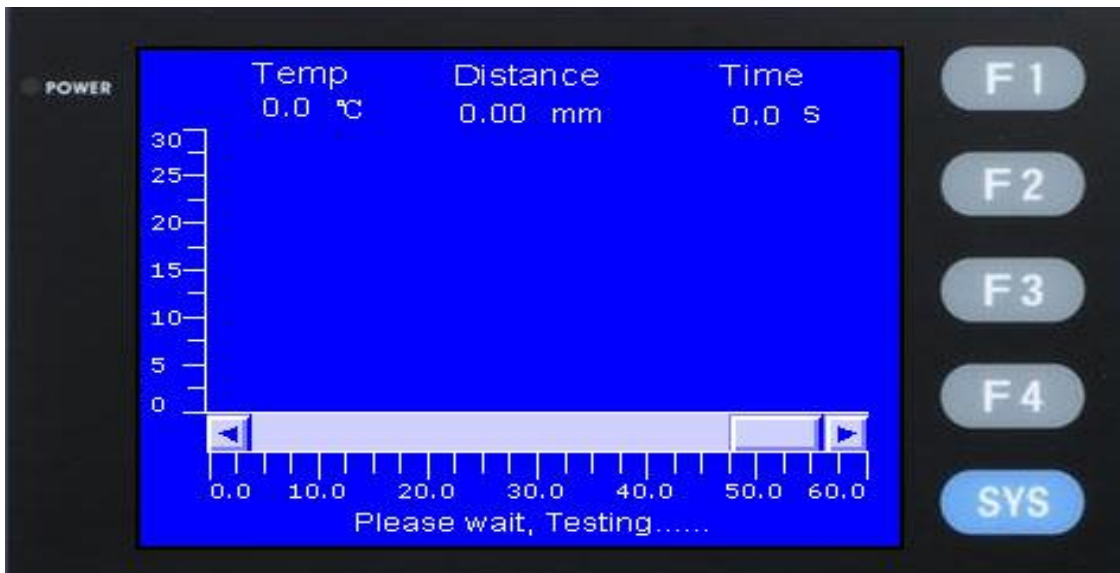 POWER
Temp Distance Time
0.0 ℃ 0.00 mm 0.0 S
30
25
20
15
10
5
0
0.0 10.0 20.0 30.0 40.0 50.0 60.0
Please wait, Testing......
F1
F2
F3
F4
SYS